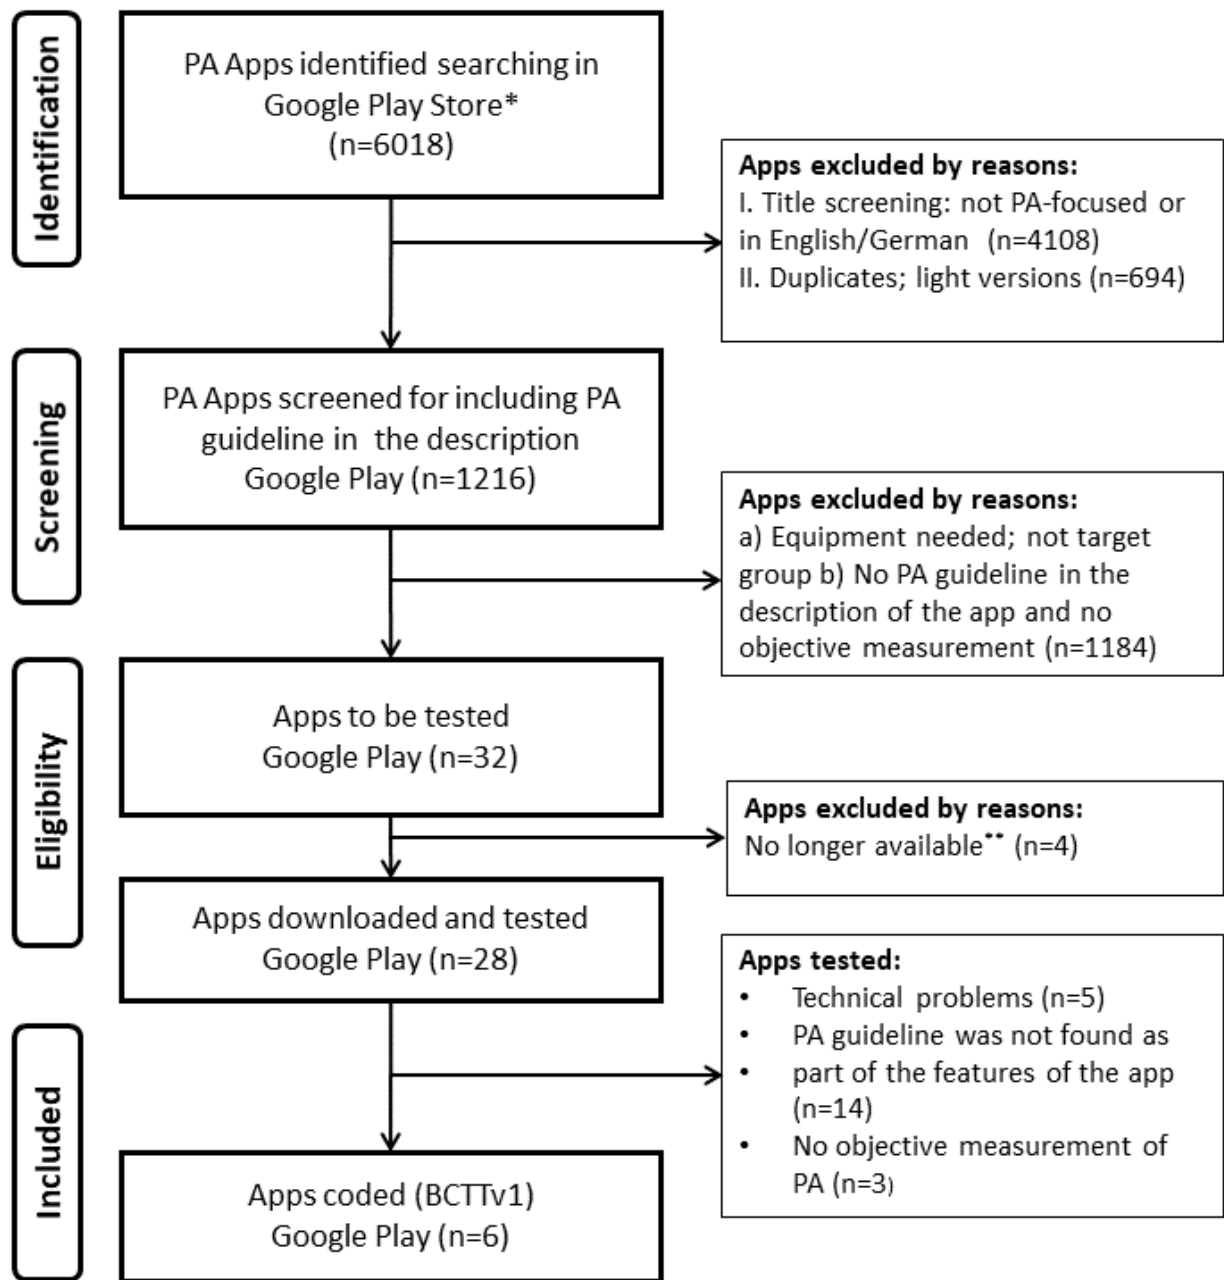 Identification
PA Apps identified searching in
Google Play Store*
(n=6018)
Apps excluded by reasons:
I. Title screening: not PA-focused or
in English/German (n=4108)
II. Duplicates; light versions (n=694)
Screening
PA Apps screened for including PA
guideline in the description
Google Play (n=1216)
Apps excluded by reasons:
a) Equipment needed; not target
group b) No PA guideline in the
description of the app and no
objective measurement (n=1184)
Eligibility
Apps to be tested
Google Play (n=32)
Apps excluded by reasons:
No longer available** (n=4)
Apps downloaded and tested
Google Play (n=28)
Apps tested:
• Technical problems (n=5)
• PA guideline was not found as
• part of the features of the app
(n=14)
• No objective measurement of
PA (n=3)
Included
Apps coded (BCTTv1)
Google Play (n=6)